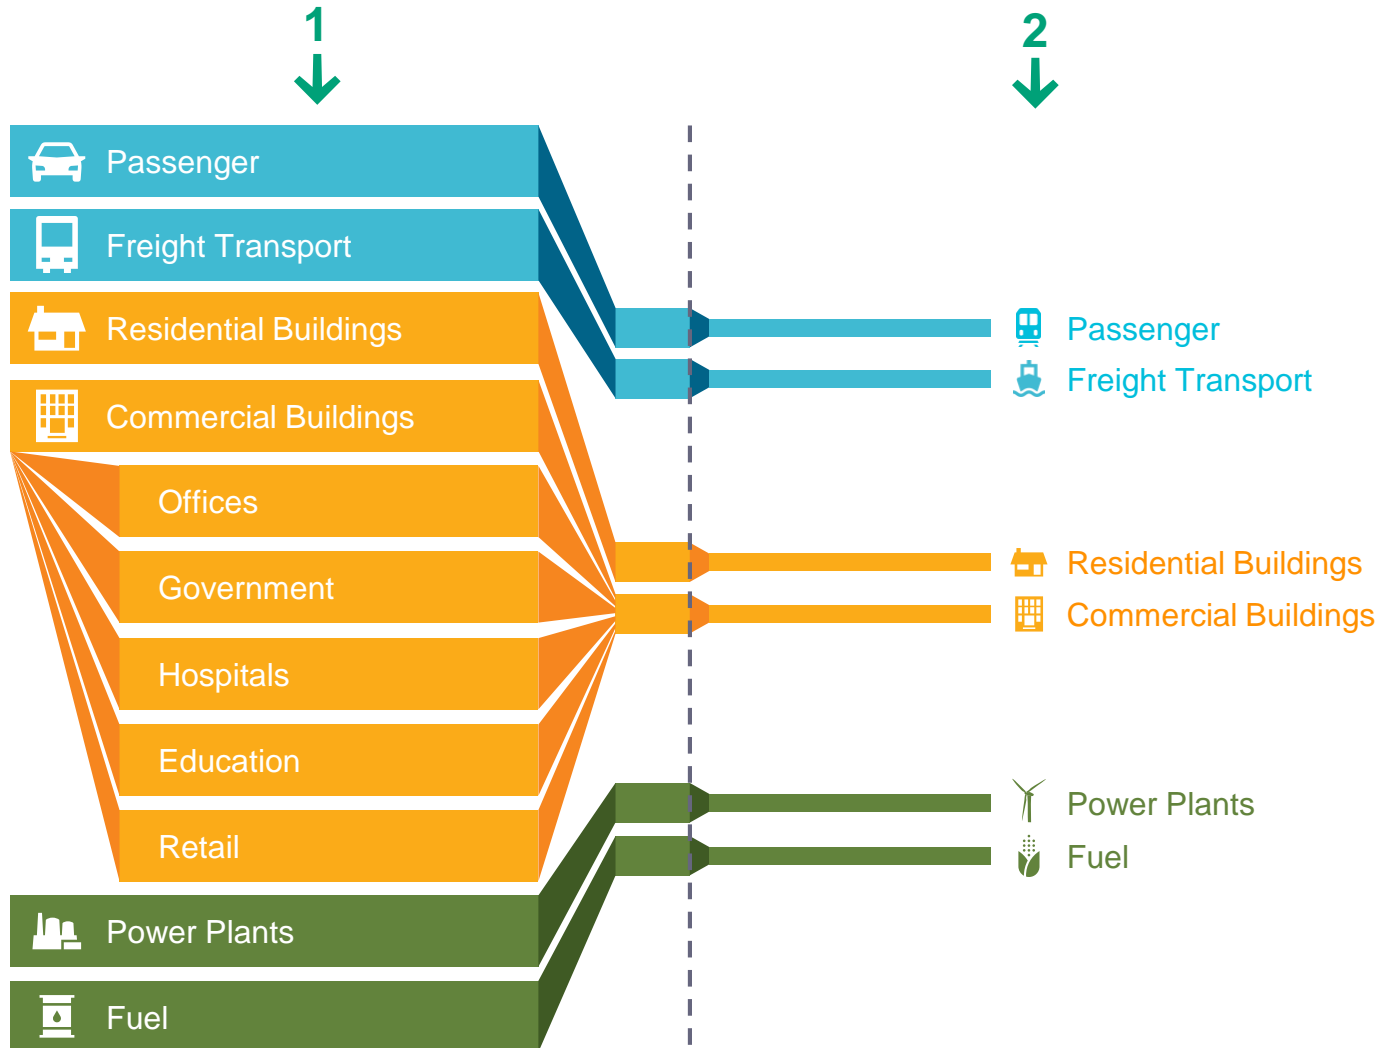 1
2
Passenger
Freight Transport
Residential Buildings
Commercial Buildings
Offices
Government
Hospitals
Education
Retail
Power Plants
Fuel
Passenger
Freight Transport
Residential Buildings
Commercial Buildings
Power Plants
Fuel